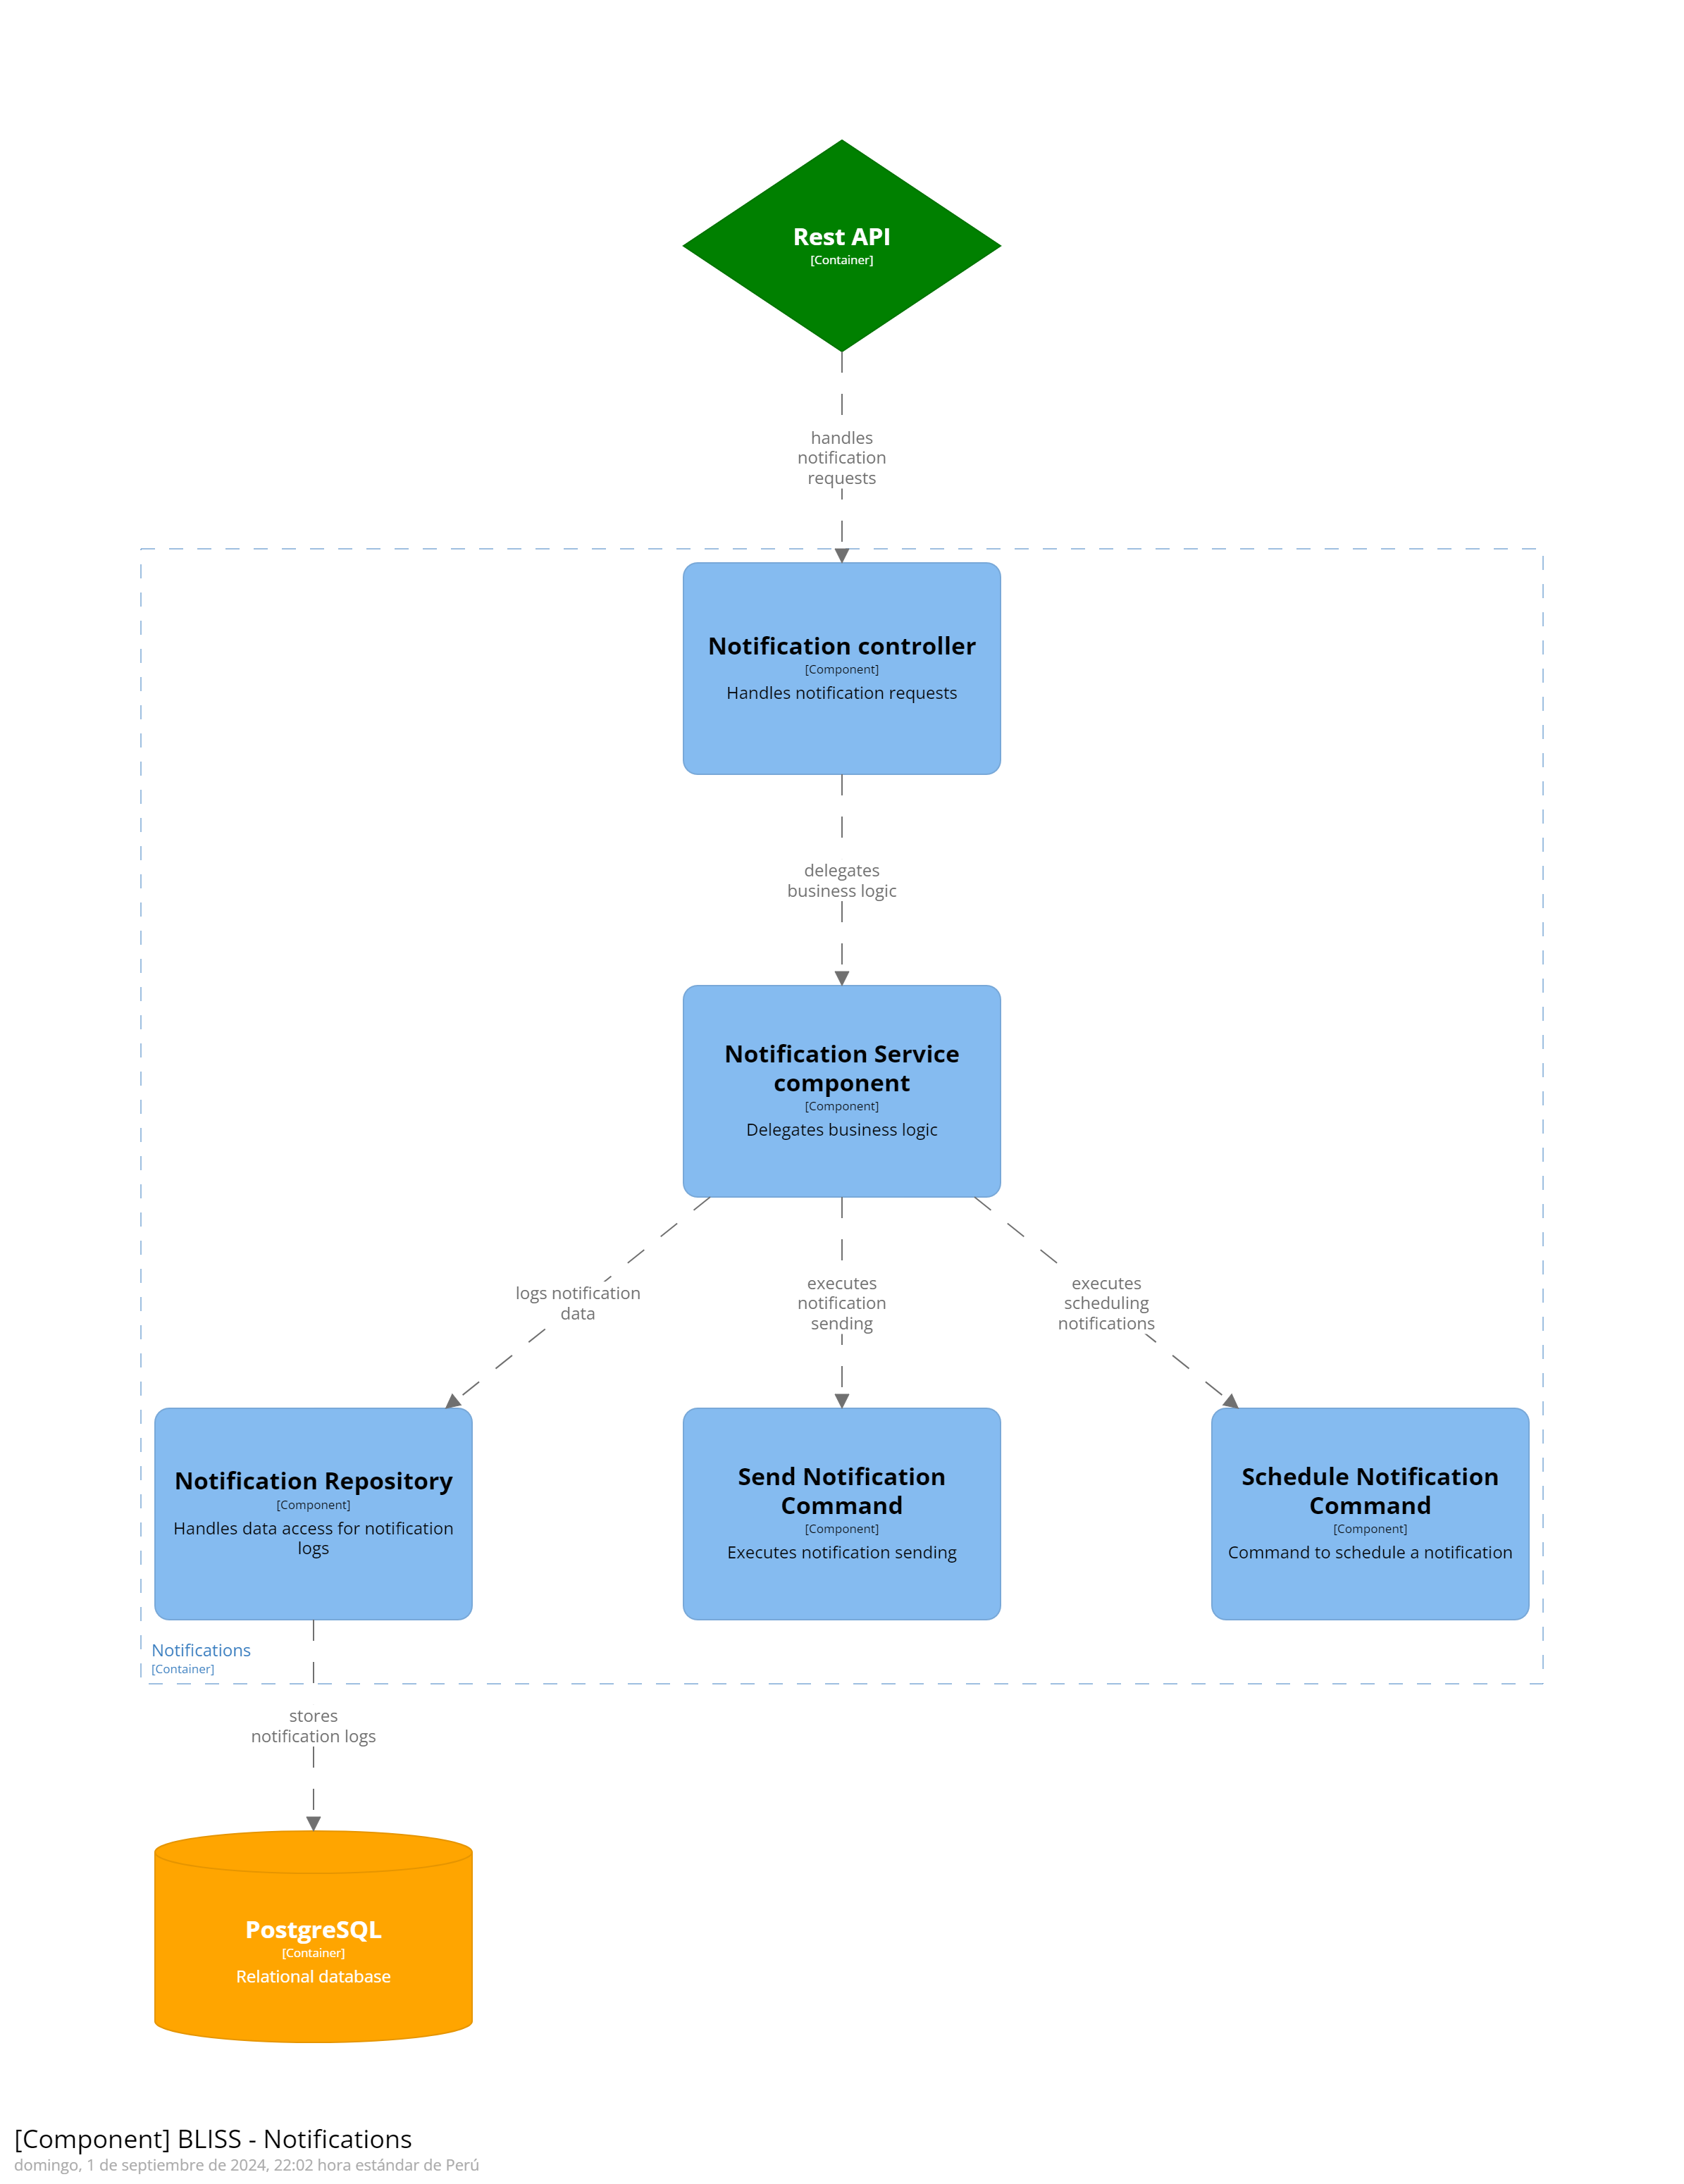 Rest API
[Container]
handles
notification
requests
Notification controller
[Component]
Handles notification requests
delegates
business logic
Notification Service
component
[Component]
Delegates business logic
logs notification
data
executes
notification
sending
executes
scheduling
notifications
Notification Repository
[Component]
Handles data access for notification
logs
Send Notification
Command
[Component]
Executes notification sending
Schedule Notification
Command
[Component]
Command to schedule a notification
Notifications
[Container]
stores
notification logs
PostgreSQL
[Container]
Relational database
[Component] BLISS - Notifications
domingo, 1 de septiembre de 2024, 22:02 hora estándar de Perú